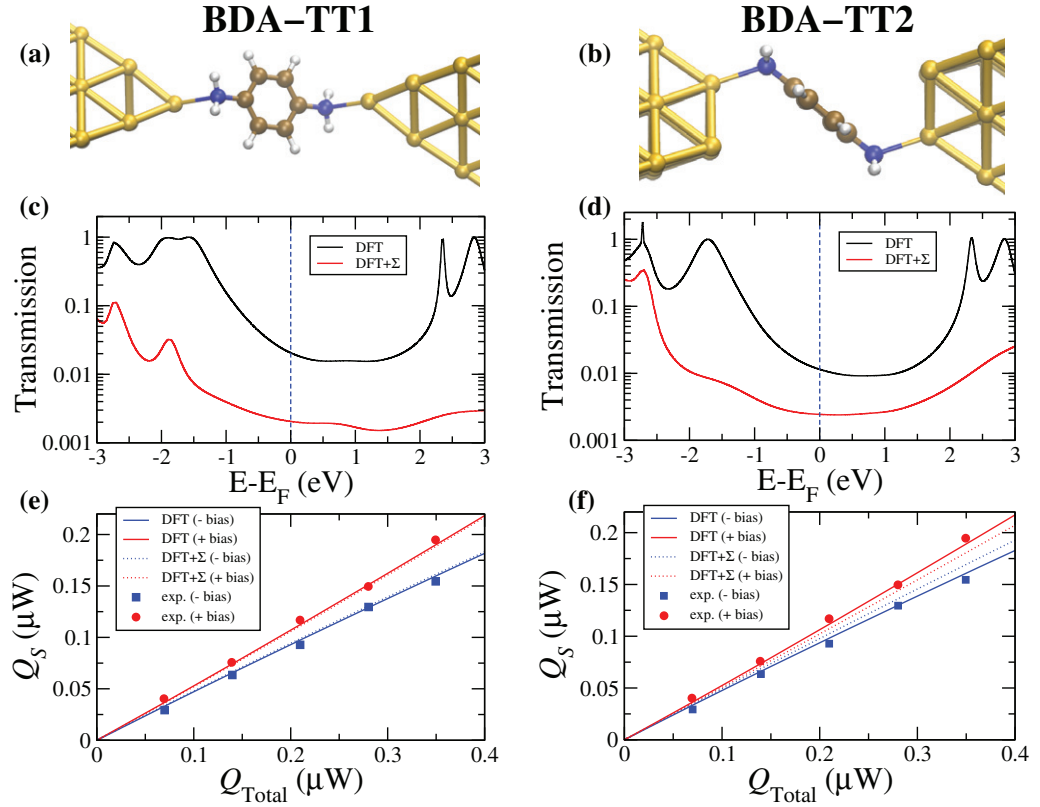 BDA−TT1
BDA−TT2
(a)
(b)
(c)
(d)
Transmission
1
0.1
0.01
0.001
DFT
DFT+Σ
-3 -2 -1 0 1 2 3
E-E_F (eV)
Transmission
1
0.1
0.01
0.001
DFT
DFT+Σ
-3 -2 -1 0 1 2 3
E-E_F (eV)
(e)
(f)
DFT (- bias)
DFT (+ bias)
DFT+Σ (- bias)
DFT+Σ (+ bias)
exp. (- bias)
exp. (+ bias)
Q_S (μW)
0.2
0.15
0.1
0.05
0
0 0.1 0.2 0.3 0.4
Q_Total (μW)
DFT (- bias)
DFT (+ bias)
DFT+Σ (- bias)
DFT+Σ (+ bias)
exp. (- bias)
exp. (+ bias)
Q_S (μW)
0.2
0.15
0.1
0.05
0
0 0.1 0.2 0.3 0.4
Q_Total (μW)